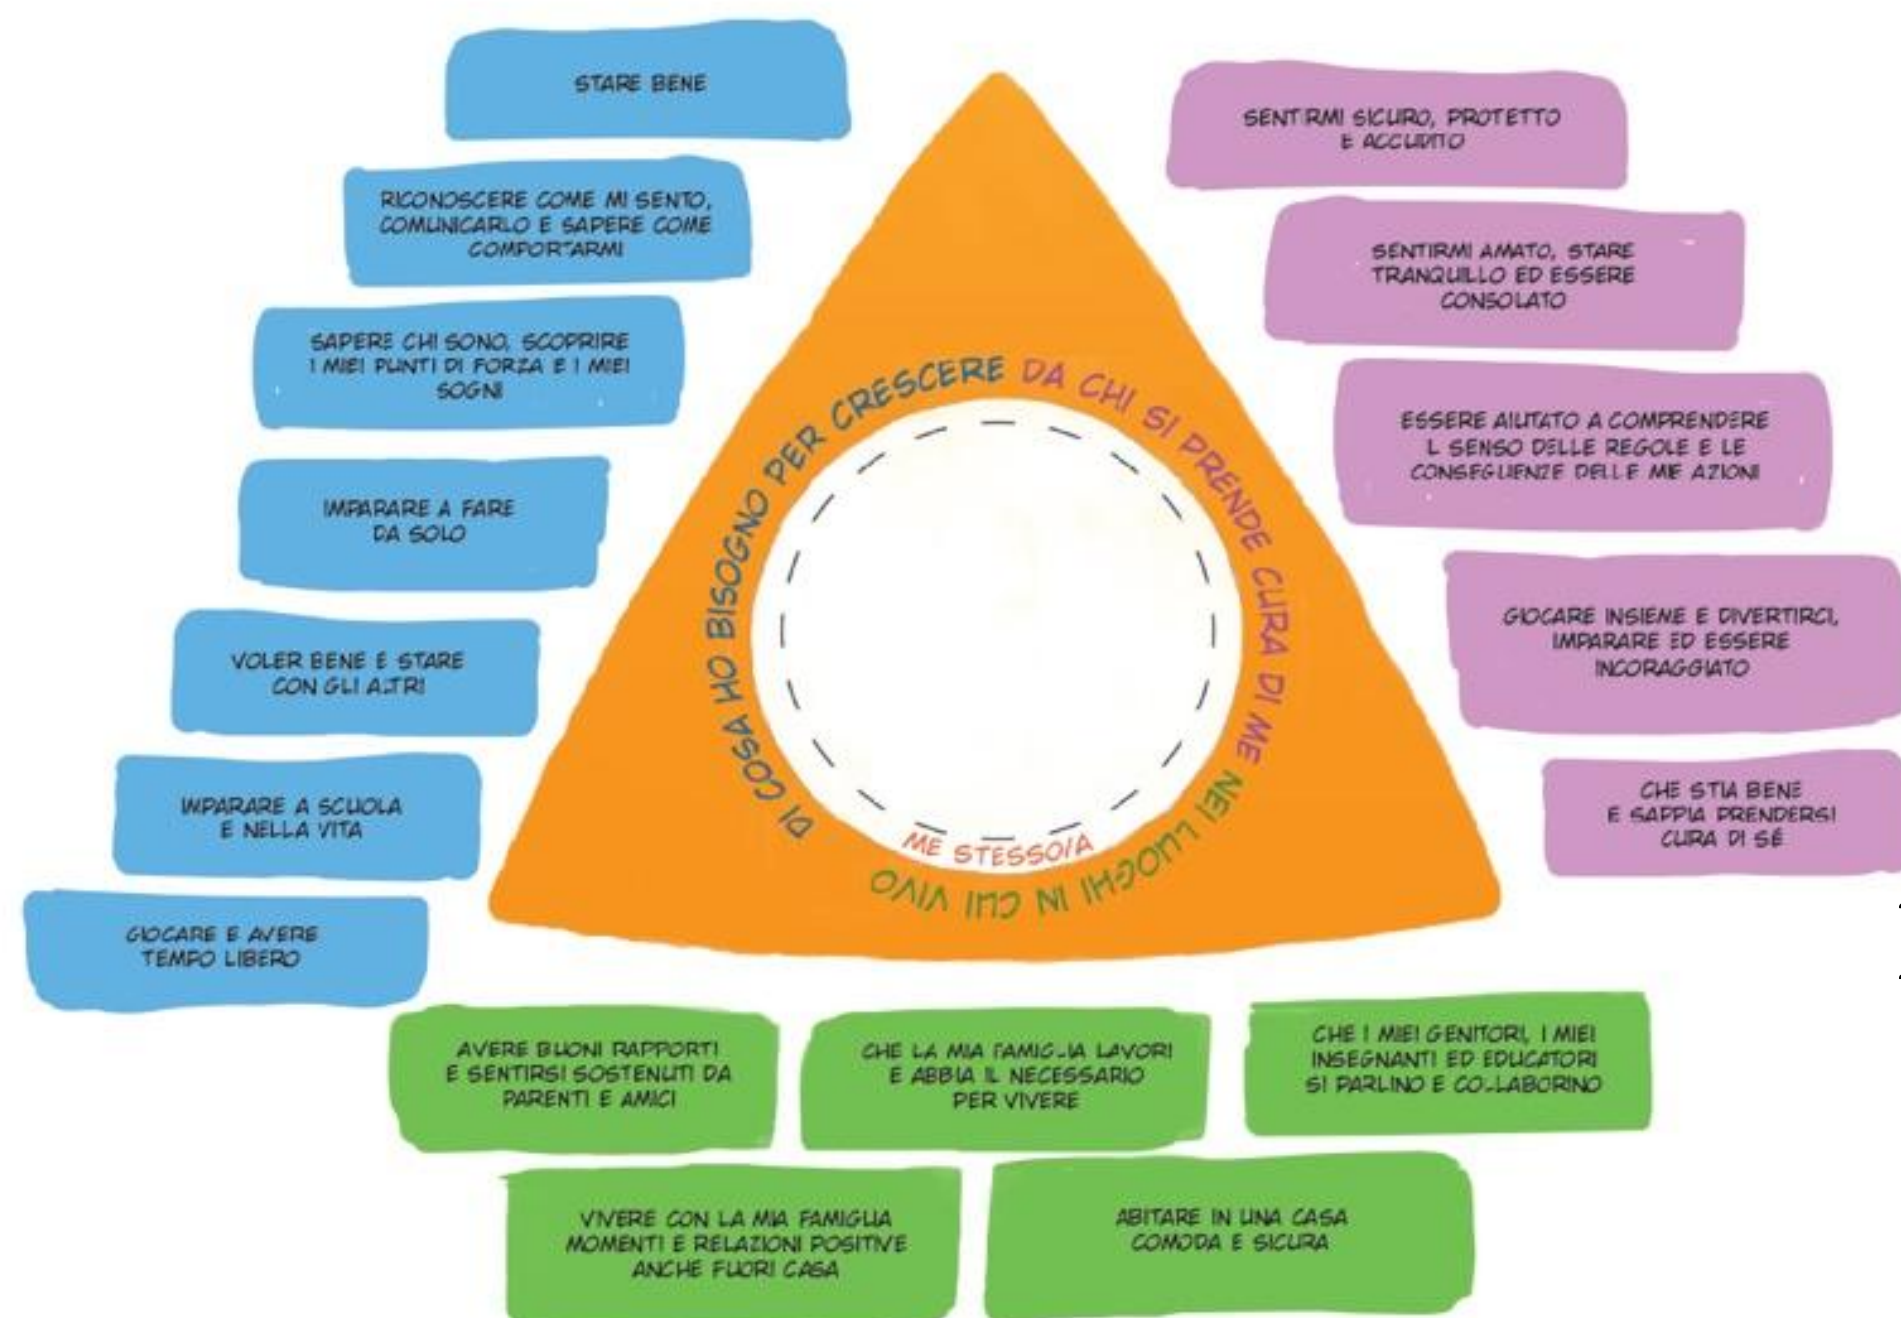 STARE BENE
RICONOSCERE COME MI SENTO,
COMUNICARLO E SAPERE COME
COMPORTARMI
SAPERE CHI SONO, SCOPRIRE
I MIEI PUNTI DI FORZA E I MIEI
SOGNI
IMPARARE A FARE
DA SOLO
VOLER BENE E STARE
CON GLI ALTRI
IMPARARE A SCUOLA
E NELLA VITA
GIOCARE E AVERE
TEMPO LIBERO
DI COSA HO BISOGNO PER CRESCERE
DA CHI SI PRENDE CURA DI ME
NEI LUOGHI IN CUI VIVO
ME STESSO/A
SENTIRMI SICURO, PROTETTO
E ACCUDITO
SENTIRMI AMATO, STARE
TRANQUILLO ED ESSERE
CONSOLATO
ESSERE AIUTATO A COMPRENDERE
IL SENSO DELLE REGOLE E LE
CONSEGUENZE DELLE MIE AZIONI
GIOCARE INSIEME E DIVERTIRCI,
IMPARARE ED ESSERE
INCORAGGIATO
CHE STIA BENE
E SAPPIA PRENDERSI
CURA DI SÉ
AVERE BUONI RAPPORTI
E SENTIRSI SOSTENUTI DA
PARENTI E AMICI
CHE LA MIA FAMIGLIA LAVORI
E ABBIA IL NECESSARIO
PER VIVERE
CHE I MIEI GENITORI, I MIEI
INSEGNANTI ED EDUCATORI
SI PARLINO E COLLABORINO
VIVERE CON LA MIA FAMIGLIA
MOMENTI E RELAZIONI POSITIVE
ANCHE FUORI CASA
ABITARE IN UNA CASA
COMODA E SICURA